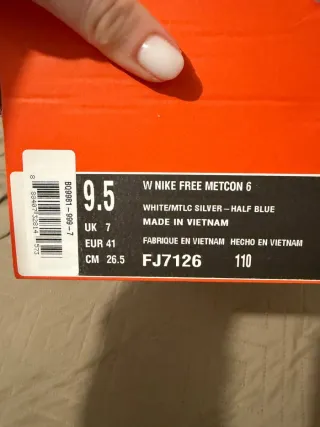 9.5
UK 7
EUR 41
CM 26.5
W NIKE FREE METCON 6
WHITE/MTLC SILVER-HALF BLUE
MADE IN VIETNAM
FABRIQUE EN VIETNAM HECHO EN VIETNAM
FJ7126 110